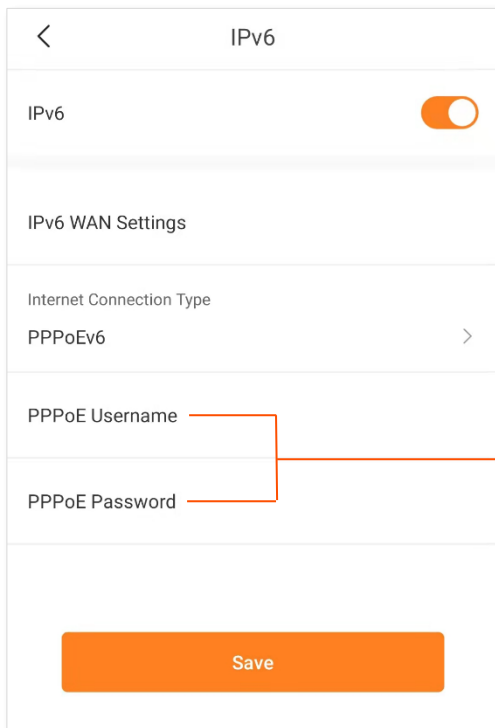 IPv6
IPv6
IPv6 WAN Settings
Internet Connection Type
PPPoEv6
PPPoE Username
PPPoE Password
Save